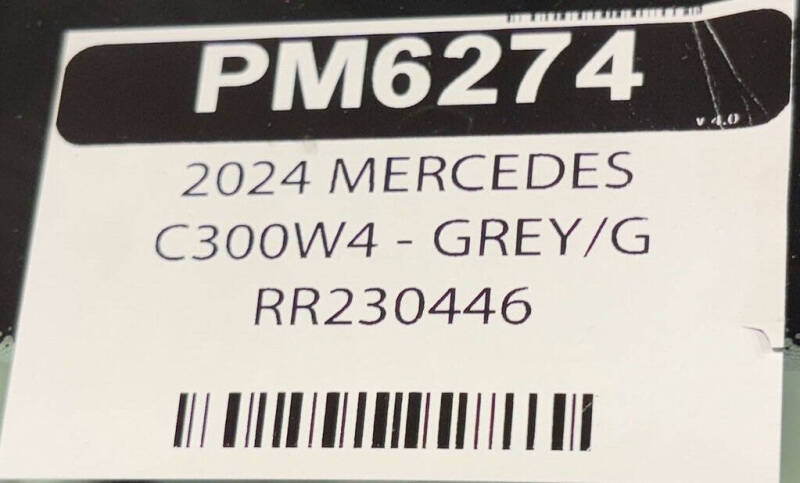 PM6274
v 4.0
2024 MERCEDES
C300W4 - GREY/G
RR230446